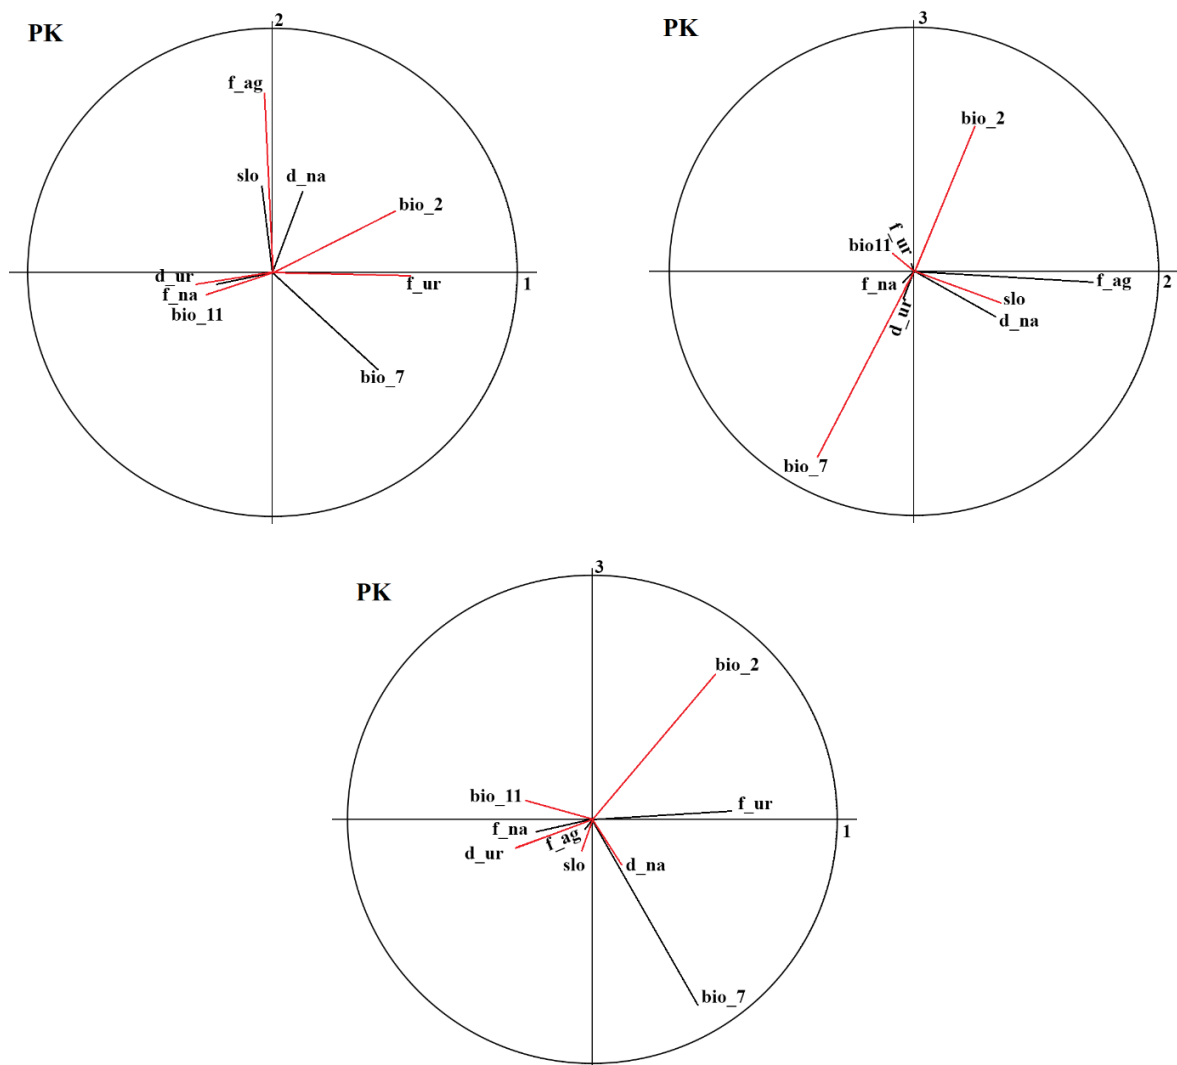 PK
2
f_ag
slo
d_na
bio_2
d_ur
f_na
bio_11
f_ur
1
bio_7
PK
3
bio_2
f_ur
bio11
f_na
d_ur
f_ag
2
slo
d_na
bio_7
PK
3
bio_2
bio_11
f_ur
1
f_na
f_ag
d_ur
slo
d_na
bio_7